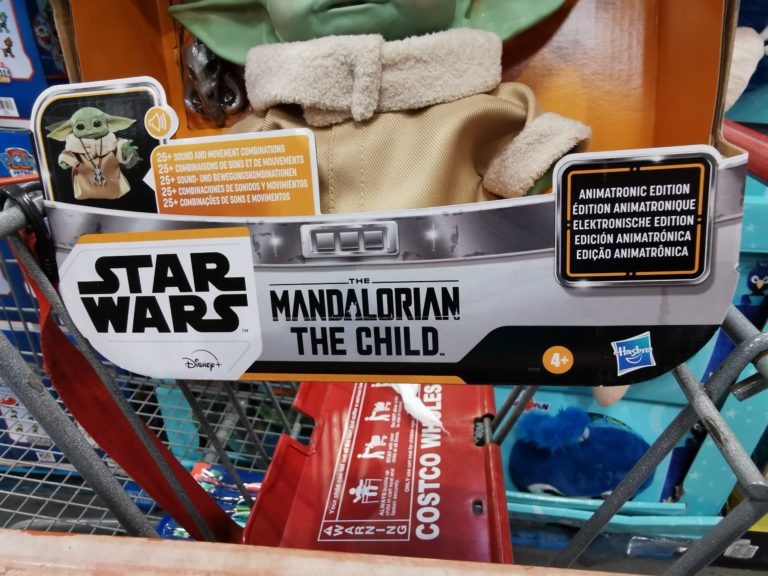 25+ SOUND AND MOVEMENT COMBINATIONS
25+ COMBINAISONS DE SONS ET DE MOUVEMENTS
25+ SOUND- UND BEWEGUNGSKOMBINATIONEN
25+ COMBINACIONES DE SONIDOS Y MOVIMIENTOS
25+ COMBINAÇÕES DE SONS E MOVIMENTOS
ANIMATRONIC EDITION
ÉDITION ANIMATRONIQUE
ELEKTRONISCHE EDITION
EDICIÓN ANIMATRÓNICA
EDIÇÃO ANIMATRÔNICA
STAR
WARS
TM
Disney+
THE
MANDALORIAN
THE CHILD
4+
Hasbro
WARNING
COSTCO WHOLES